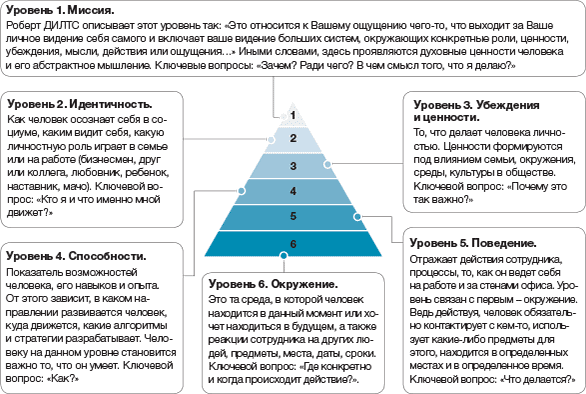 Уровень 1. Миссия.
Роберт ДИЛТС описывает этот уровень так: «Это относится к Вашему ощущению чего-то, что выходит за Ваше
личное видение себя самого и включает ваше видение больших систем, окружающих конкретные роли, ценности,
убеждения, мысли, действия или ощущения…» Иными словами, здесь проявляются духовные ценности человека
и его абстрактное мышление. Ключевые вопросы: «Зачем? Ради чего? В чем смысл того, что я делаю?»
Уровень 2. Идентичность.
Как человек осознает себя в со-
циуме, каким видит себя, какую
личностную роль играет в семье
или на работе (бизнесмен, друг
или коллега, любовник, ребенок,
наставник, мачо). Ключевой во-
прос: «Кто я и что именно мной
движет?»
1
2
3
4
5
6
Уровень 3. Убеждения
и ценности.
То, что делает человека лично-
стью. Ценности формируются
под влиянием семьи, окружения,
среды, культуры в обществе.
Ключевой вопрос: «Почему это
так важно?»
Уровень 4. Способности.
Показатель возможностей
человека, его навыков и опыта.
От этого зависит, в каком на-
правлении развивается человек,
куда движется, какие алгоритмы
и стратегии разрабатывает. Чело-
веку на данном уровне становится
важно то, что он умеет. Ключевой
вопрос: «Как?»
Уровень 6. Окружение.
Это та среда, в которой человек
находится в данный момент или хо-
чет находиться в будущем, а также
реакции сотрудника на других лю-
дей, предметы, места, даты, сроки.
Ключевой вопрос: «Где конкретно
и когда происходит действие?».
Уровень 5. Поведение.
Отражает действия сотрудника,
процессы, то, как он ведет себя
на работе и за стенами офиса. Уро-
вень связан с первым – окружение.
Ведь действуя, человек обязатель-
но контактирует с кем-то, исполь-
зует какие-либо предметы для
этого, находится в определенных
местах и в определенное время.
Ключевой вопрос: «Что делается?»